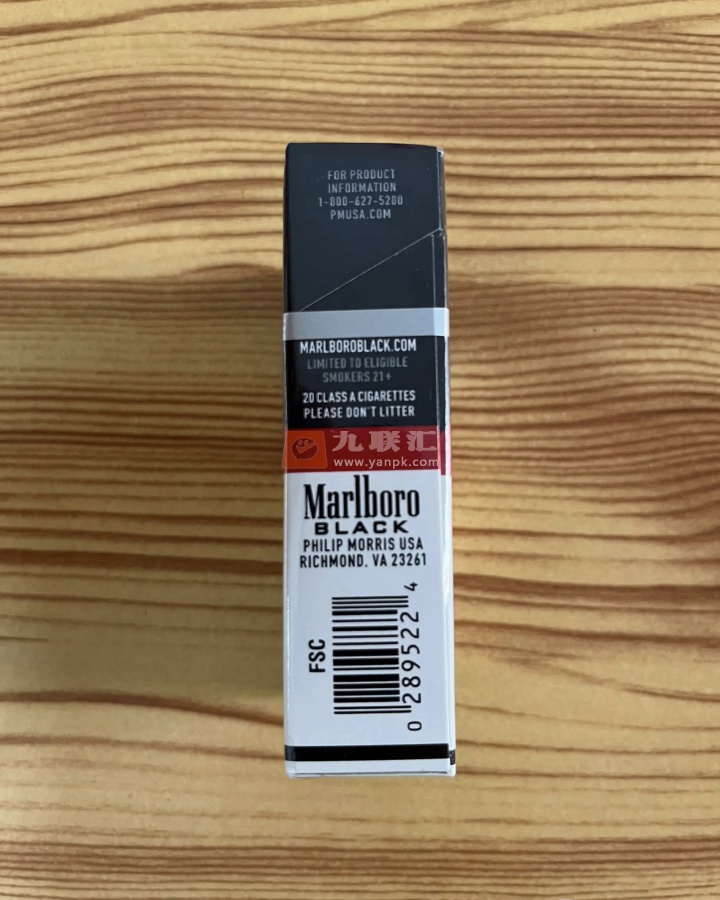 FOR PRODUCT
INFORMATION
1-800-627-5200
PMUSA.COM
MARLBOROBLACK.COM
LIMITED TO ELIGIBLE
SMOKERS 21+
20 CLASS A CIGARETTES
PLEASE DON'T LITTER
九联汇
www.yanpk.com
Marlboro
BLACK
PHILIP MORRIS USA
RICHMOND, VA 23261
FSC
0 289522 4